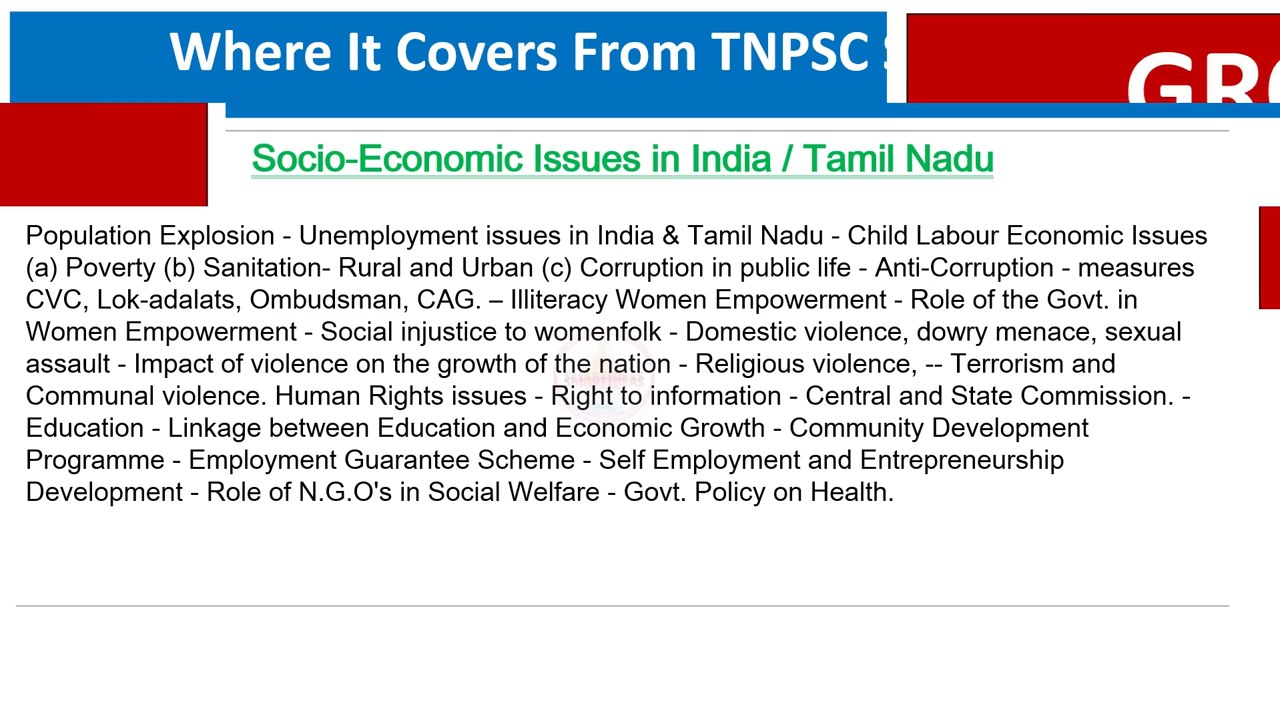 Where It Covers From TNPSC
GRO
Socio-Economic Issues in India / Tamil Nadu
Population Explosion - Unemployment issues in India & Tamil Nadu - Child Labour Economic Issues
(a) Poverty (b) Sanitation- Rural and Urban (c) Corruption in public life - Anti-Corruption - measures
CVC, Lok-adalats, Ombudsman, CAG. – Illiteracy Women Empowerment - Role of the Govt. in
Women Empowerment - Social injustice to womenfolk - Domestic violence, dowry menace, sexual
assault - Impact of violence on the growth of the nation - Religious violence, -- Terrorism and
Communal violence. Human Rights issues - Right to information - Central and State Commission. -
Education - Linkage between Education and Economic Growth - Community Development
Programme - Employment Guarantee Scheme - Self Employment and Entrepreneurship
Development - Role of N.G.O's in Social Welfare - Govt. Policy on Health.